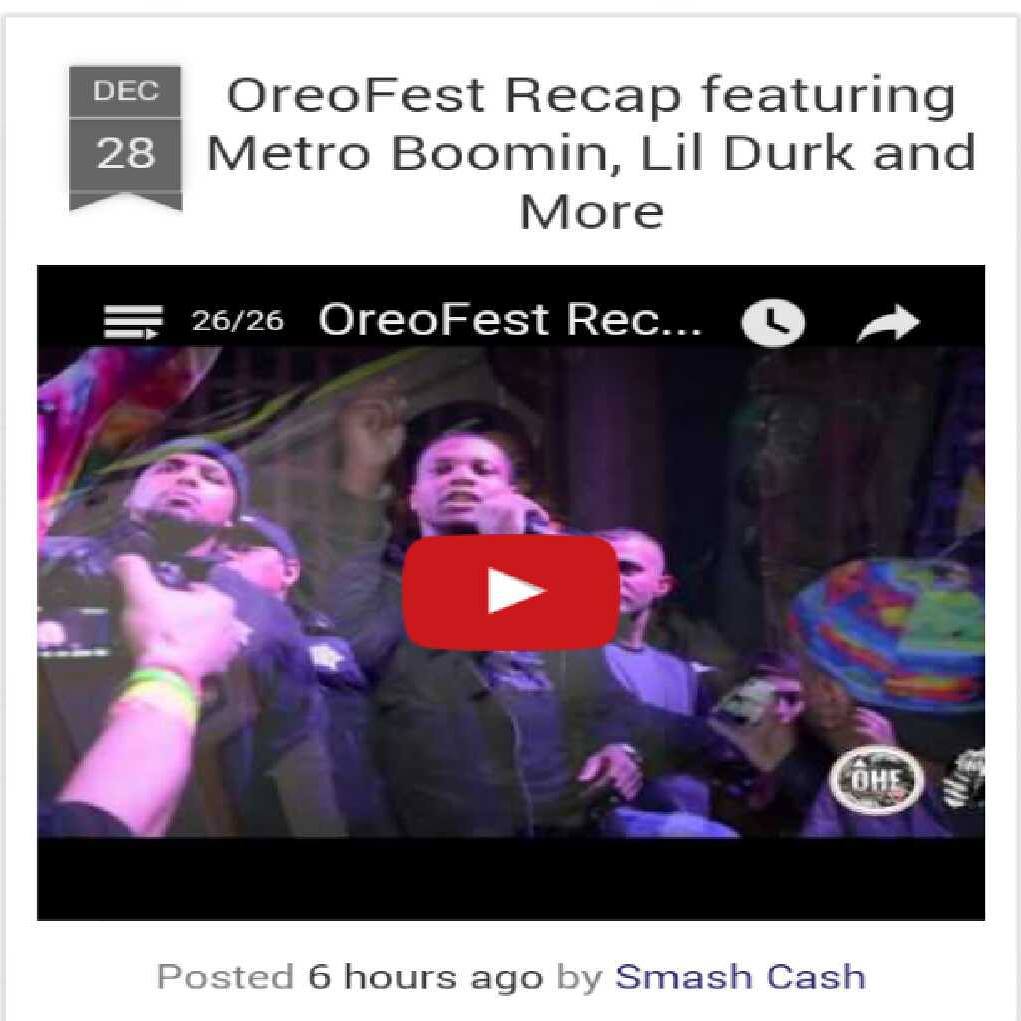 DEC
28
OreoFest Recap featuring
Metro Boomin, Lil Durk and
More
26/26 OreoFest Rec...
ÔHE
Posted 6 hours ago by Smash Cash